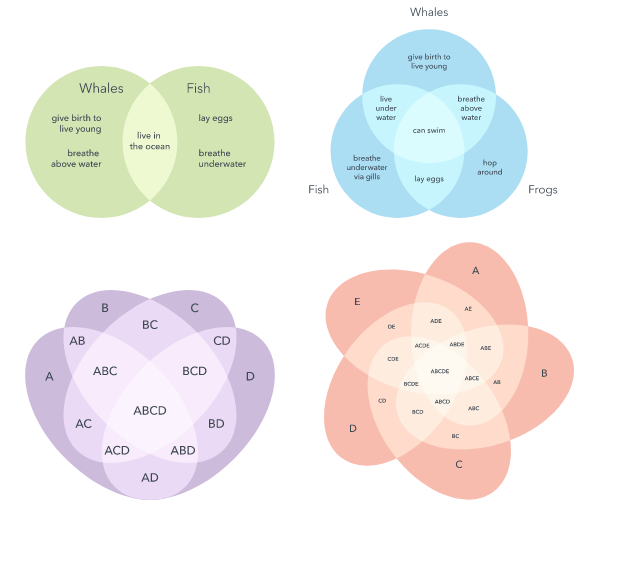 Whales
Whales
Fish
give birth to
live young
lay eggs
live in
the ocean
breathe
above water
breathe
underwater
give birth to
live young
live
under
water
breathe
above
water
can swim
breathe
underwater
via gills
hop
around
lay eggs
Fish
Frogs
B
C
BC
AB
CD
A
ABC
BCD
D
ABCD
AC
BD
ACD
ABD
AD
A
E
AE
ADE
DE
ACDE
ABDE
ABE
CDE
ABCDE
B
BCDE
ABCE
AB
CD
ABCD
ABC
BCD
D
BC
C